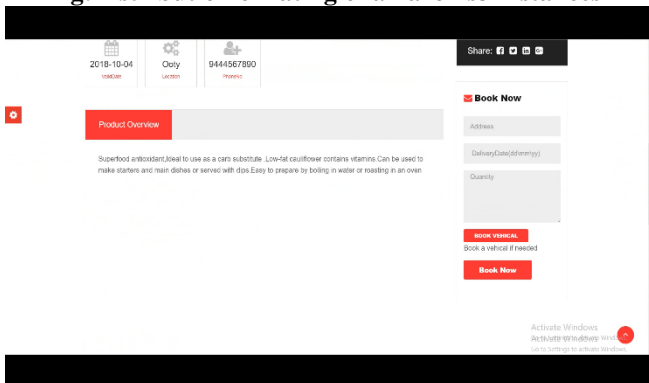 2018-10-04
Ooty
9444567890
Location
PhoneNo
Product Overview
Superfood antioxidant,Ideal to use as a carb substitute .Low-fat cauliflower contains vitamins.Can be used to
make starters and main dishes or served with dips.Easy to prepare by boiling in water or roasting in an oven
Share:
Book Now
Address
DeliveryDate(dd/mm/yy)
Quantity
BOOK VEHICAL
Book a vehical if needed
Book Now
Activate Windows
Go to Settings to activate Windows.